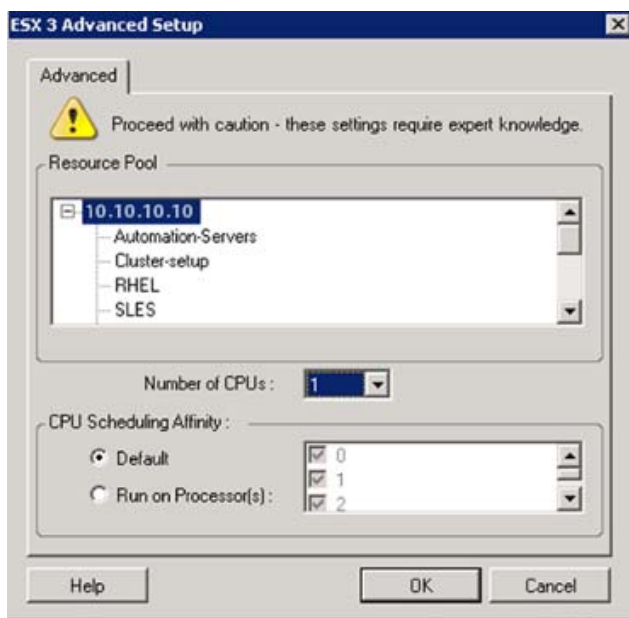 ESX 3 Advanced Setup
Advanced
Proceed with caution - these settings require expert knowledge.
Resource Pool
10.10.10.10
Automation-Servers
Cluster-setup
RHEL
SLES
Number of CPUs : 1
CPU Scheduling Affinity :
Default
0
1
Run on Processor(s) :
2
Help OK Cancel